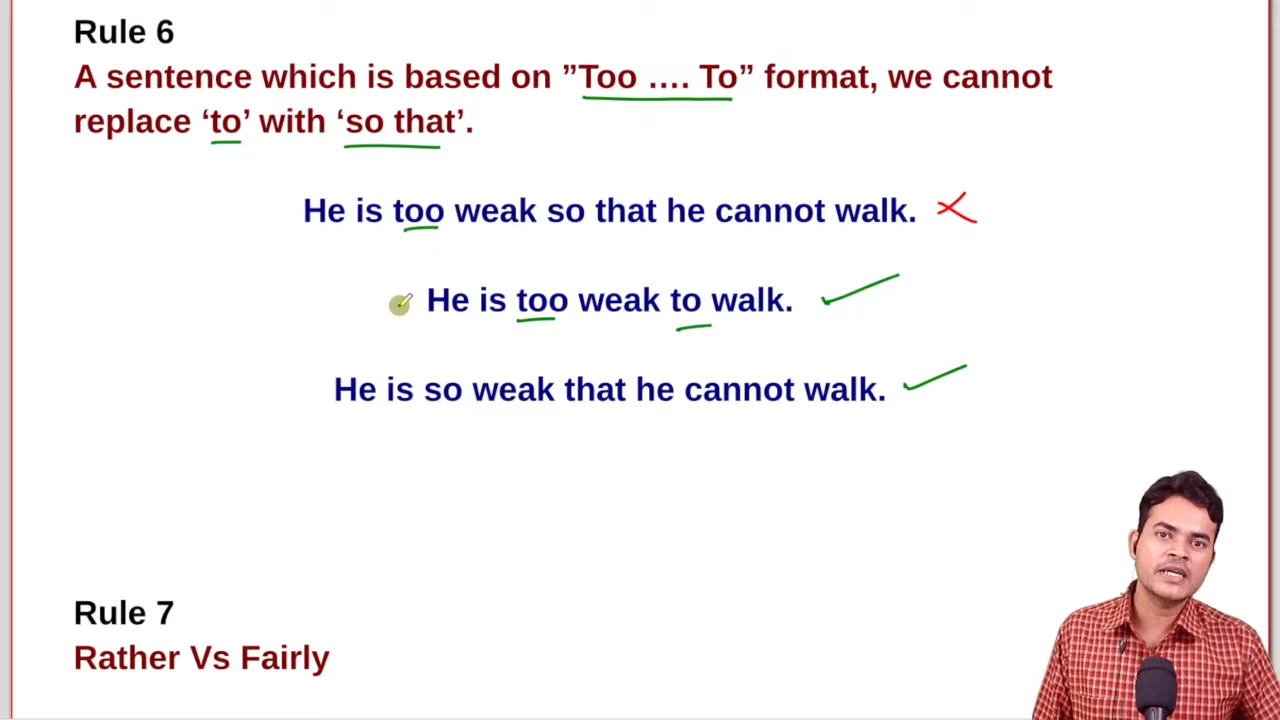 Rule 6
A sentence which is based on ”Too .... To” format, we cannot
replace ‘to’ with ‘so that’.
He is too weak so that he cannot walk.
He is too weak to walk.
He is so weak that he cannot walk.
Rule 7
Rather Vs Fairly